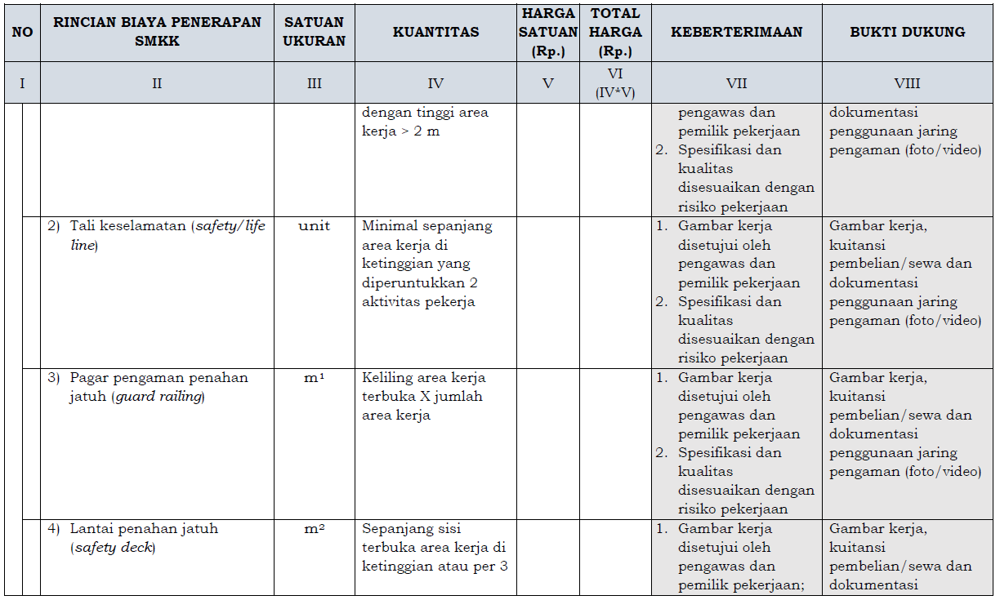 NO
RINCIAN BIAYA PENERAPAN
SMKK
SATUAN
UKURAN
KUANTITAS
HARGA
SATUAN
(Rp.)
TOTAL
HARGA
(Rp.)
KEBERTERIMAAN
BUKTI DUKUNG
I
II
III
IV
V
VI
(IV*V)
VII
VIII
dengan tinggi area
kerja > 2 m
pengawas dan
pemilik pekerjaan
2. Spesifikasi dan
kualitas
disesuaikan dengan
risiko pekerjaan
dokumentasi
penggunaan jaring
pengaman (foto/video)
2) Tali keselamatan (safety/life
line)
unit
Minimal sepanjang
area kerja di
ketinggian yang
diperuntukkan 2
aktivitas pekerja
1. Gambar kerja
disetujui oleh
pengawas dan
pemilik pekerjaan
2. Spesifikasi dan
kualitas
disesuaikan dengan
risiko pekerjaan
Gambar kerja,
kuitansi
pembelian/sewa dan
dokumentasi
penggunaan jaring
pengaman (foto/video)
3) Pagar pengaman penahan
jatuh (guard railing)
m¹
Keliling area kerja
terbuka X jumlah
area kerja
1. Gambar kerja
disetujui oleh
pengawas dan
pemilik pekerjaan
2. Spesifikasi dan
kualitas
disesuaikan dengan
risiko pekerjaan
Gambar kerja,
kuitansi
pembelian/sewa dan
dokumentasi
penggunaan jaring
pengaman (foto/video)
4) Lantai penahan jatuh
(safety deck)
m²
Sepanjang sisi
terbuka area kerja di
ketinggian atau per 3
1. Gambar kerja
disetujui oleh
pengawas dan
pemilik pekerjaan;
Gambar kerja,
kuitansi
pembelian/sewa dan
dokumentasi